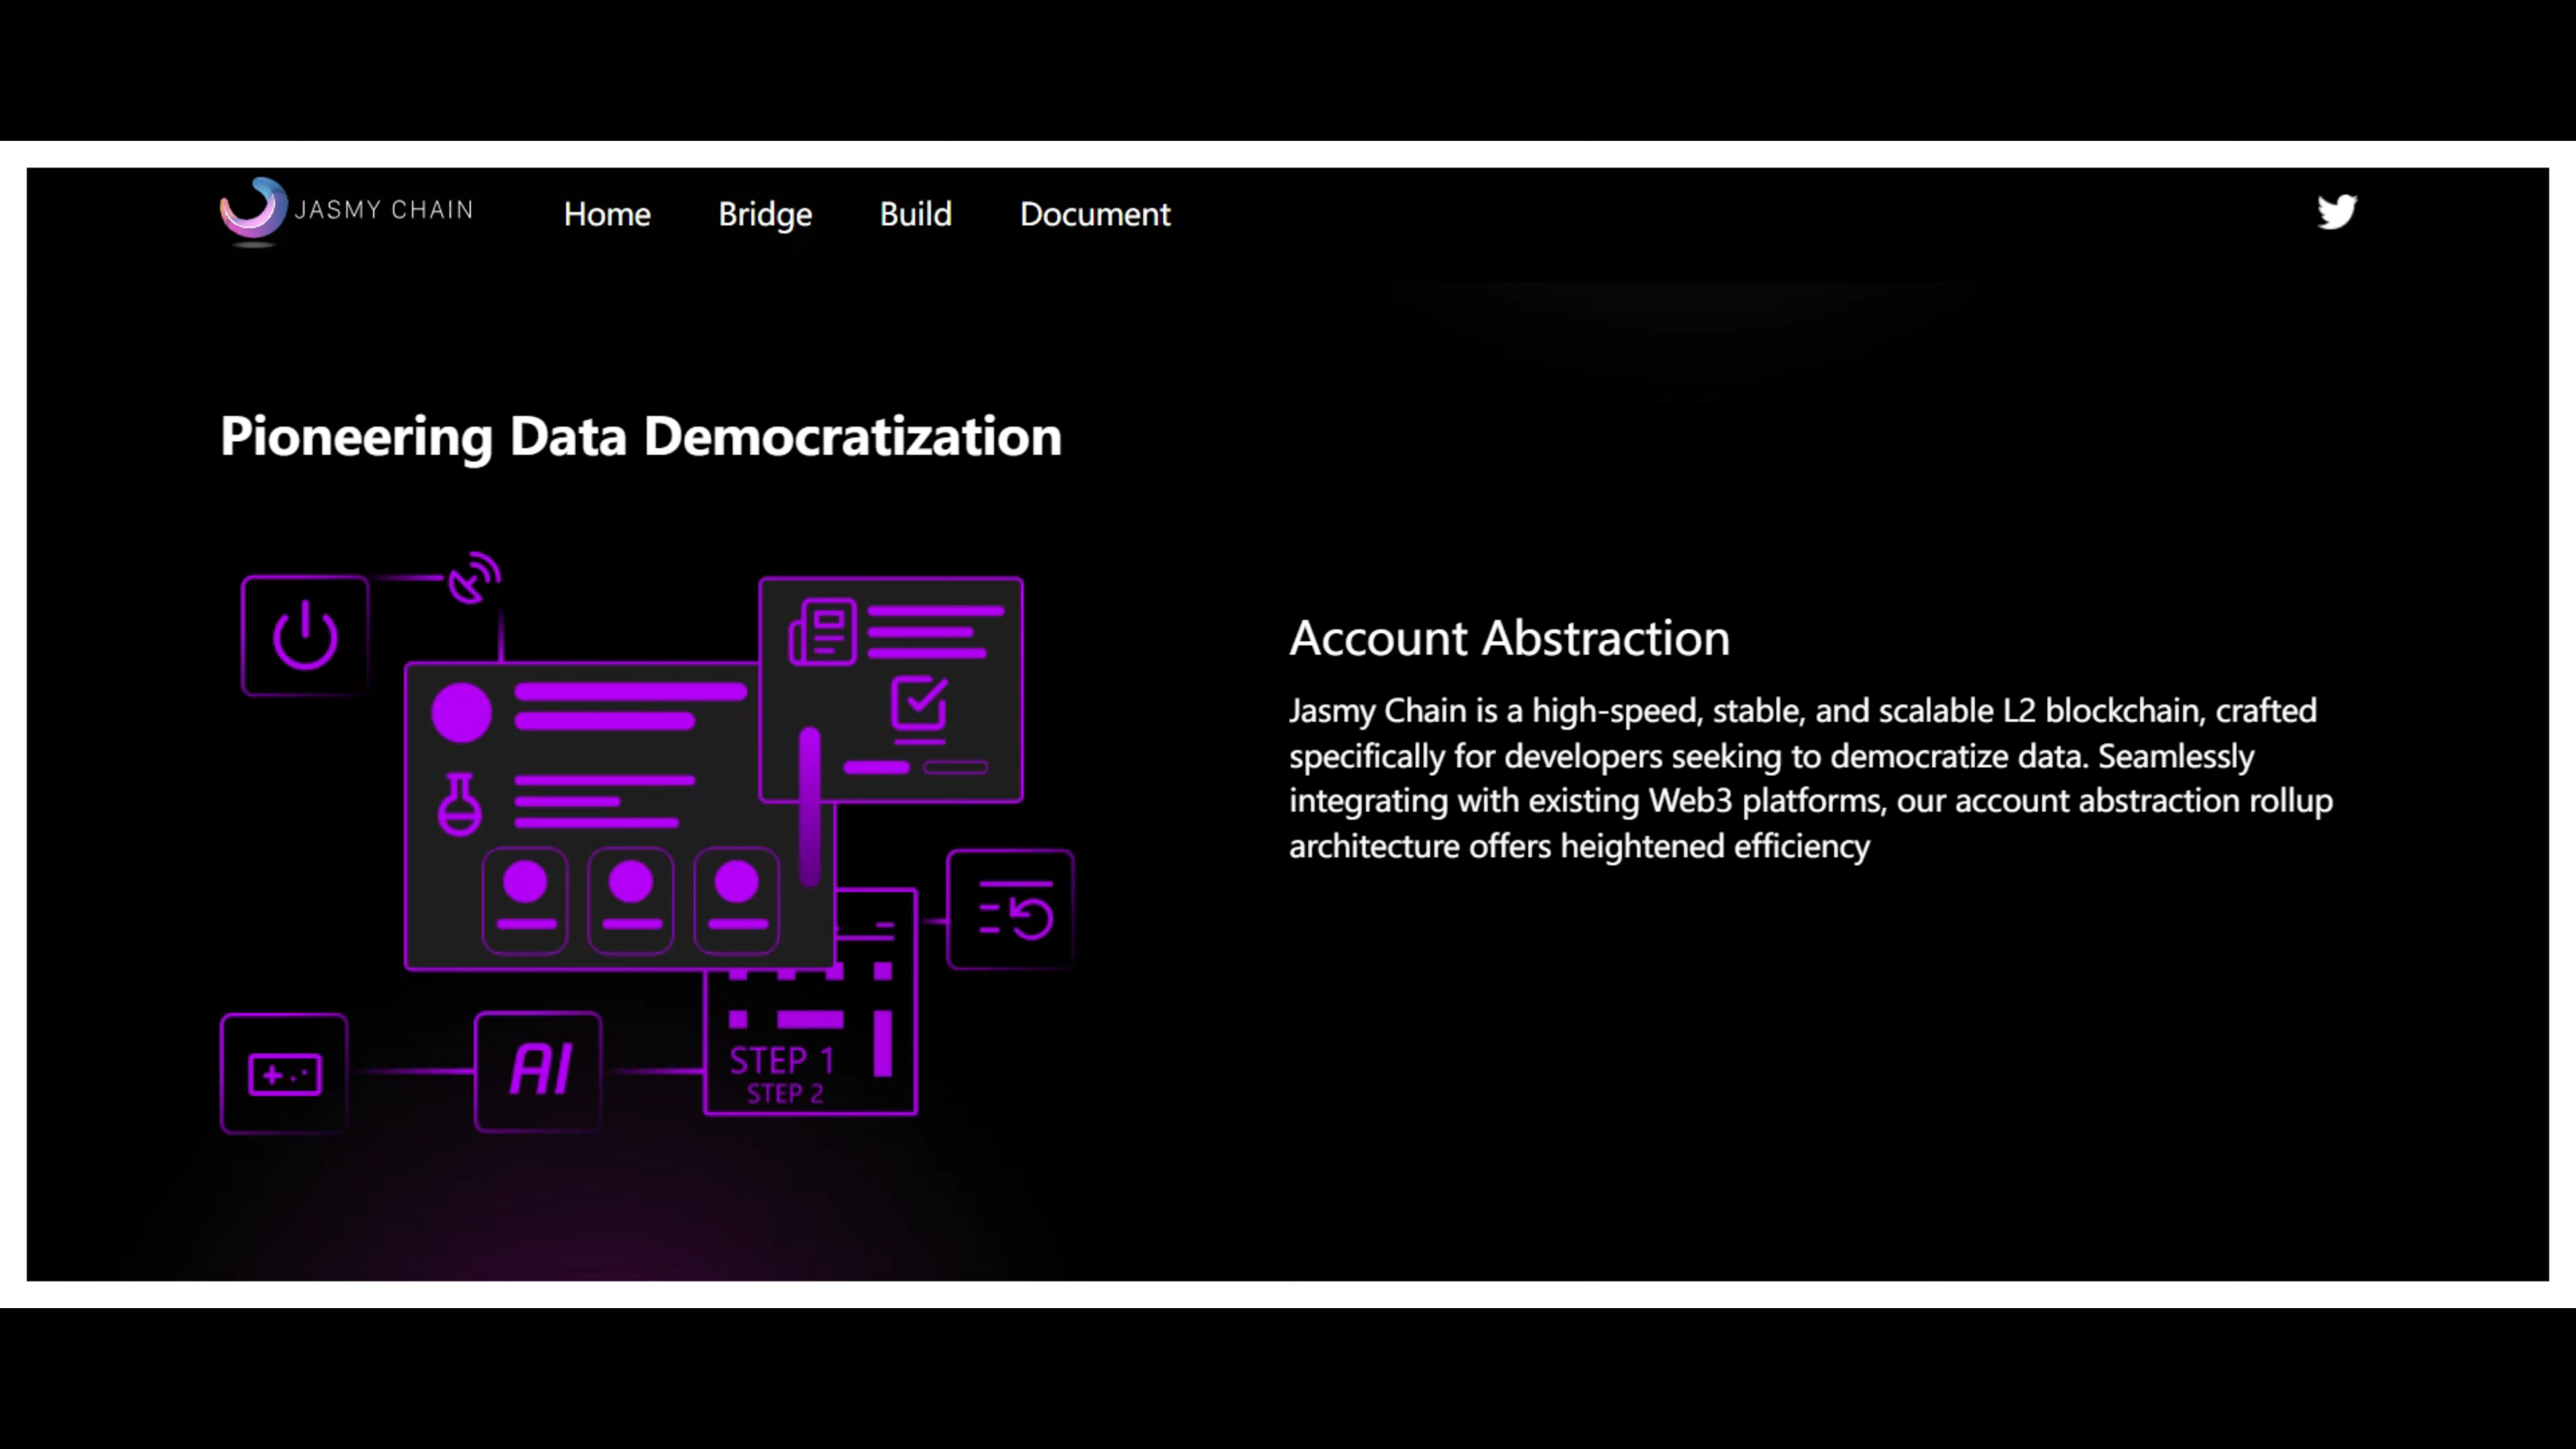 JASMY CHAIN
Home
Bridge
Build
Document
Pioneering Data Democratization
Account Abstraction
Jasmy Chain is a high-speed, stable, and scalable L2 blockchain, crafted
specifically for developers seeking to democratize data. Seamlessly
integrating with existing Web3 platforms, our account abstraction rollup
architecture offers heightened efficiency
AI
STEP 1
STEP 2